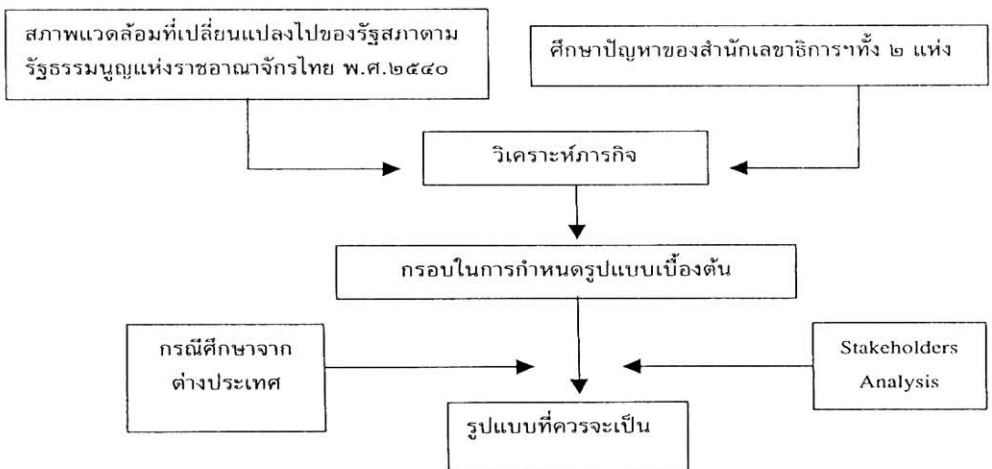 สภาพแวดล้อมที่เปลี่ยนแปลงไปของรัฐสภาตาม
รัฐธรรมนูญแห่งราชอาณาจักรไทย พ.ศ.๒๕๔๐
ศึกษาปัญหาของสำนักเลขาธิการฯทั้ง ๒ แห่ง
วิเคราะห์ภารกิจ
กรอบในการกำหนดรูปแบบเบื้องต้น
กรณีศึกษาจาก
ต่างประเทศ
Stakeholders
Analysis
รูปแบบที่ควรจะเป็น